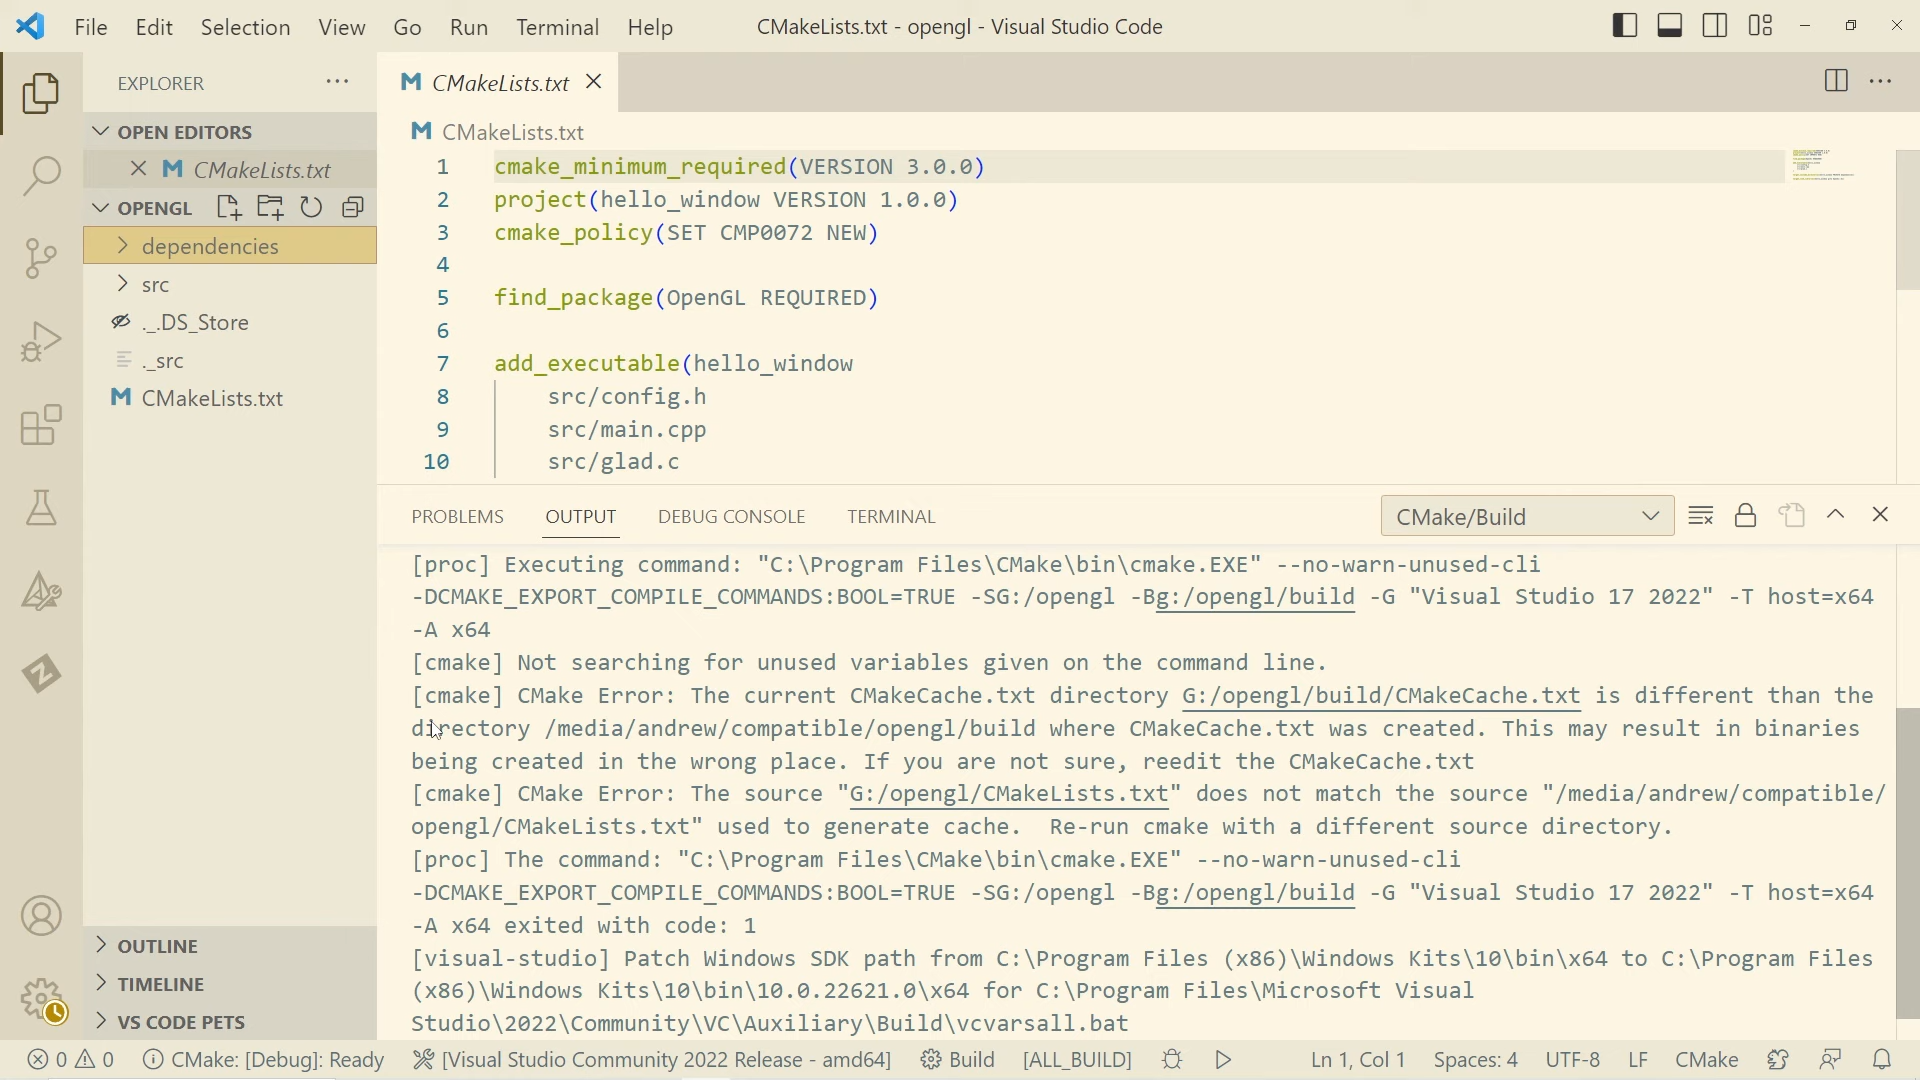 File Edit Selection View Go Run Terminal Help CMakeLists.txt - opengl - Visual Studio Code
EXPLORER
OPEN EDITORS
CMakeLists.txt
OPENGL
dependencies
src
._.DS_Store
._src
CMakeLists.txt
OUTLINE
TIMELINE
VS CODE PETS
CMakeLists.txt
CMakeLists.txt
1 cmake_minimum_required(VERSION 3.0.0)
2 project(hello_window VERSION 1.0.0)
3 cmake_policy(SET CMP0072 NEW)
4
5 find_package(OpenGL REQUIRED)
6
7 add_executable(hello_window
8 src/config.h
9 src/main.cpp
10 src/glad.c
PROBLEMS OUTPUT DEBUG CONSOLE TERMINAL CMake/Build
[proc] Executing command: "C:\Program Files\CMake\bin\cmake.EXE" --no-warn-unused-cli
-DCMAKE_EXPORT_COMPILE_COMMANDS:BOOL=TRUE -SG:/opengl -Bg:/opengl/build -G "Visual Studio 17 2022" -T host=x64
-A x64
[cmake] Not searching for unused variables given on the command line.
[cmake] CMake Error: The current CMakeCache.txt directory G:/opengl/build/CMakeCache.txt is different than the
directory /media/andrew/compatible/opengl/build where CMakeCache.txt was created. This may result in binaries
being created in the wrong place. If you are not sure, reedit the CMakeCache.txt
[cmake] CMake Error: The source "G:/opengl/CMakeLists.txt" does not match the source "/media/andrew/compatible/
opengl/CMakeLists.txt" used to generate cache.  Re-run cmake with a different source directory.
[proc] The command: "C:\Program Files\CMake\bin\cmake.EXE" --no-warn-unused-cli
-DCMAKE_EXPORT_COMPILE_COMMANDS:BOOL=TRUE -SG:/opengl -Bg:/opengl/build -G "Visual Studio 17 2022" -T host=x64
-A x64 exited with code: 1
[visual-studio] Patch Windows SDK path from C:\Program Files (x86)\Windows Kits\10\bin\x64 to C:\Program Files
(x86)\Windows Kits\10\bin\10.0.22621.0\x64 for C:\Program Files\Microsoft Visual
Studio\2022\Community\VC\Auxiliary\Build\vcvarsall.bat
0 0 CMake: [Debug]: Ready [Visual Studio Community 2022 Release - amd64] Build [ALL_BUILD] Ln 1, Col 1 Spaces: 4 UTF-8 LF CMake